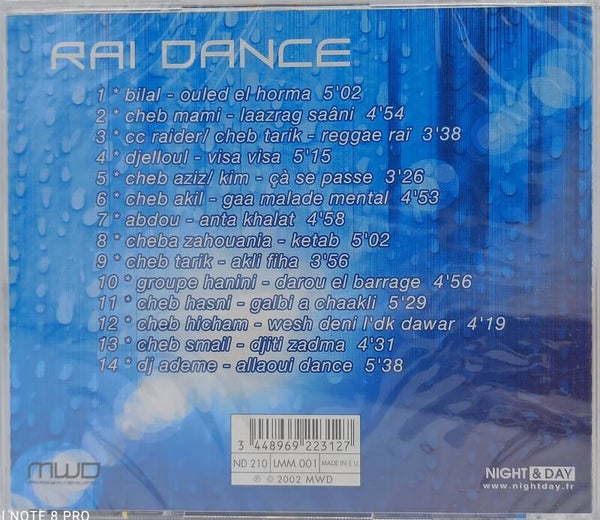 RAI DANCE
1 * bilal - ouled el horma 5'02
2 * cheb mami - laazrag saâni 4'54
3 * cc raider/ cheb tarik - reggae raï 3'38
4 * djelloul - visa visa 5'15
5 * cheb aziz/ kim - çà se passe 3'26
6 * cheb akil - gaa malade mental 4'53
7 * abdou - anta khalat 4'58
8 * cheba zahouania - ketab 5'02
9 * cheb tarik - akli fiha 3'56
10 * groupe hanini - darou el barrage 4'56
11 * cheb hasni - galbi a chaakli 5'29
12 * cheb hicham - wesh deni l'dk dawar 4'19
13 * cheb smail - djiti zadma 4'31
14 * dj ademe - allaoui dance 5'38
3 448969 223127
ND 210 LMM 001 MADE IN E.U.
℗ © 2002 MWD
MWD
NIGHT & DAY
www.nightday.fr
NOTE 8 PRO